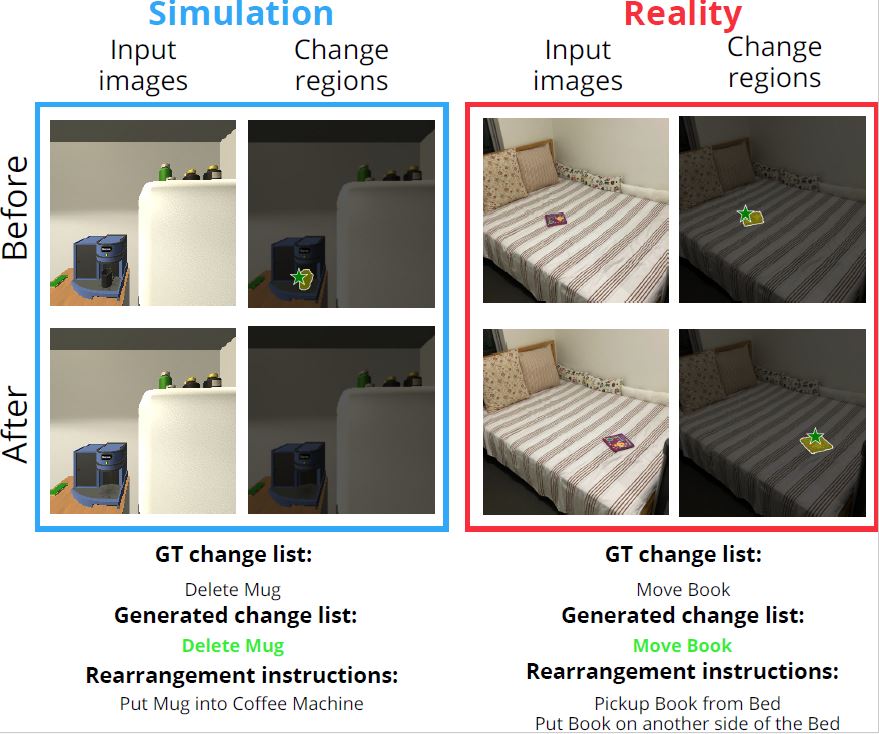 Simulation
Reality
Input
images
Change
regions
Input
images
Change
regions
Before
After
GT change list:
Delete Mug
Generated change list:
Delete Mug
Rearrangement instructions:
Put Mug into Coffee Machine
GT change list:
Move Book
Generated change list:
Move Book
Rearrangement instructions:
Pickup Book from Bed
Put Book on another side of the Bed